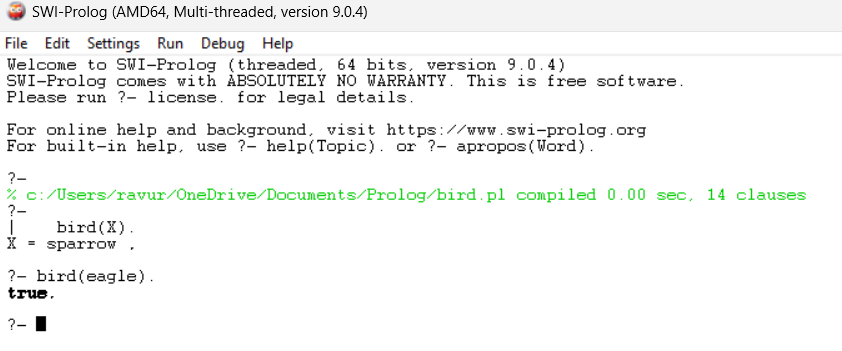 SWI-Prolog (AMD64, Multi-threaded, version 9.0.4)
File Edit Settings Run Debug Help
Welcome to SWI-Prolog (threaded, 64 bits, version 9.0.4)
SWI-Prolog comes with ABSOLUTELY NO WARRANTY. This is free software.
Please run ?- license. for legal details.
For online help and background, visit https://www.swi-prolog.org
For built-in help, use ?- help(Topic). or ?- apropos(Word).
?-
% c:/Users/ravur/OneDrive/Documents/Prolog/bird.pl compiled 0.00 sec, 14 clauses
?-
| bird(X).
X = sparrow .
?- bird(eagle).
true.
?-